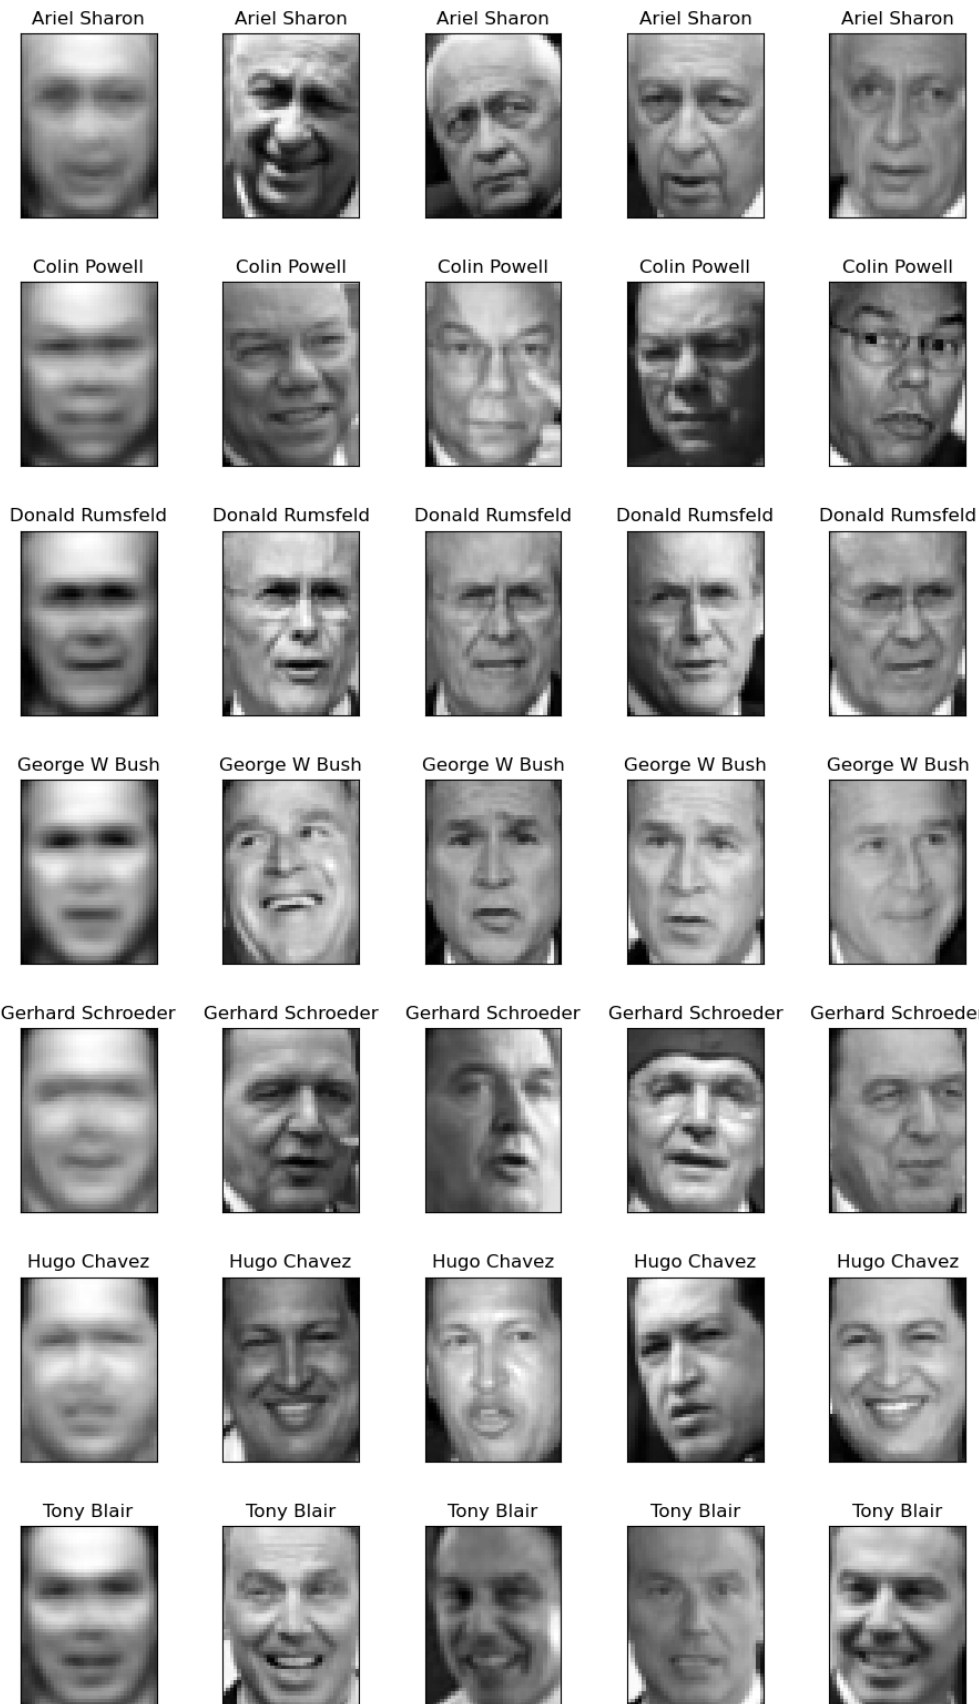 Ariel Sharon Ariel Sharon Ariel Sharon Ariel Sharon Ariel Sharon
Colin Powell Colin Powell Colin Powell Colin Powell Colin Powell
Donald Rumsfeld Donald Rumsfeld Donald Rumsfeld Donald Rumsfeld Donald Rumsfeld
George W Bush George W Bush George W Bush George W Bush George W Bush
Gerhard Schroeder Gerhard Schroeder Gerhard Schroeder Gerhard Schroeder Gerhard Schroeder
Hugo Chavez Hugo Chavez Hugo Chavez Hugo Chavez Hugo Chavez
Tony Blair Tony Blair Tony Blair Tony Blair Tony Blair